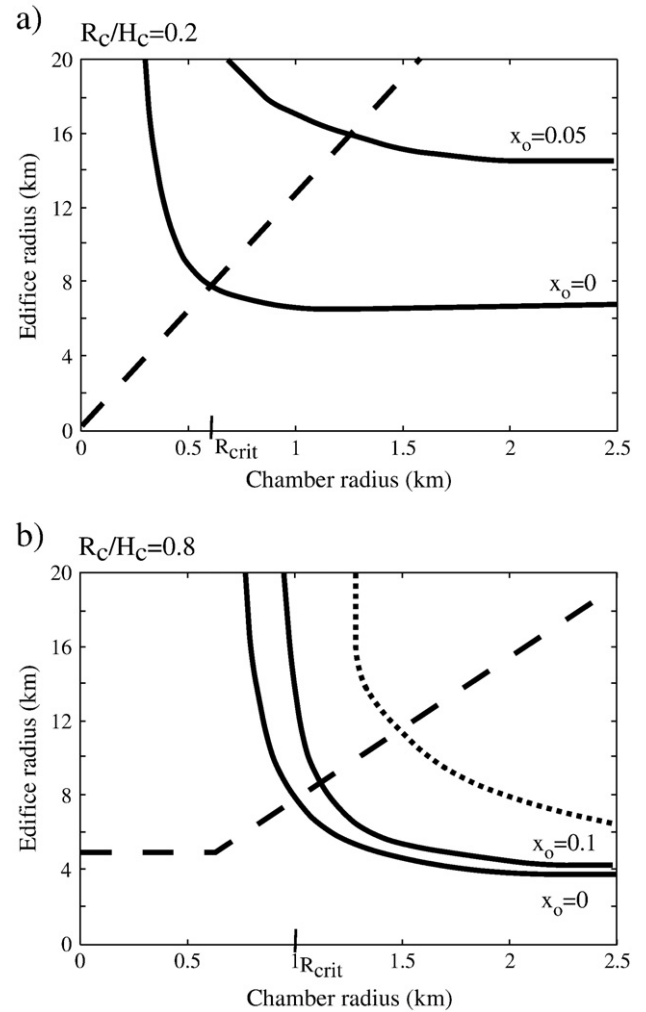 a)
Rc/Hc=0.2
20
16
12
8
4
0
Edifice radius (km)
xo=0.05
xo=0
0
0.5
Rcrit
1
1.5
2
2.5
Chamber radius (km)
b)
Rc/Hc=0.8
20
16
12
8
4
0
Edifice radius (km)
xo=0.1
xo=0
0
0.5
1
Rcrit
1.5
2
2.5
Chamber radius (km)